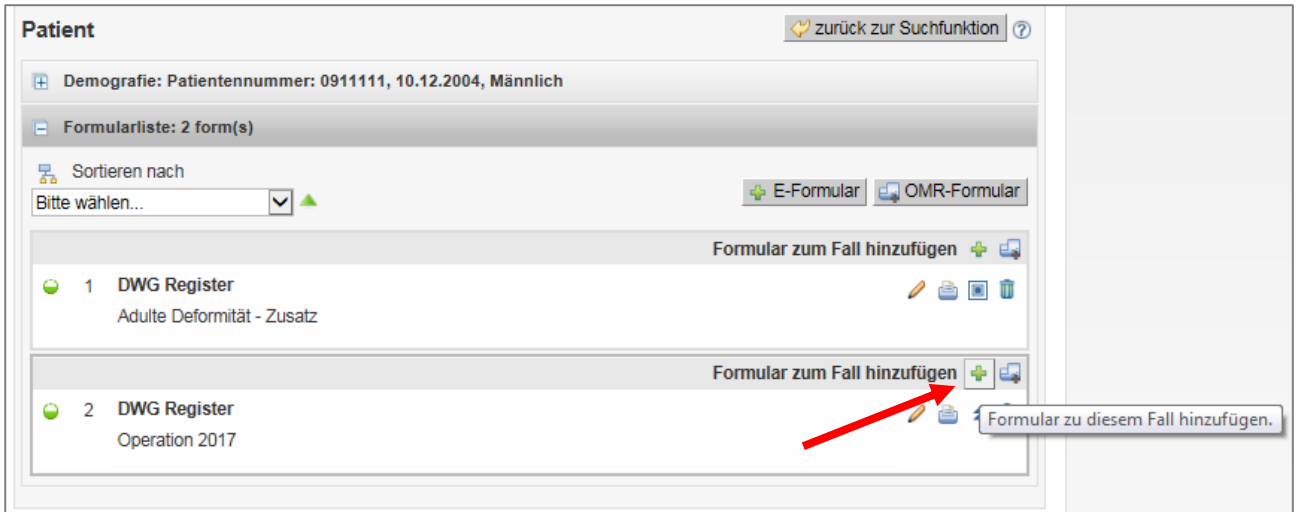 Patient
zurück zur Suchfunktion
Demografie: Patientennummer: 0911111, 10.12.2004, Männlich
Formularliste: 2 form(s)
Sortieren nach
Bitte wählen...
E-Formular OMR-Formular
Formular zum Fall hinzufügen
1 DWG Register
Adulte Deformität - Zusatz
Formular zum Fall hinzufügen
2 DWG Register
Formular zu diesem Fall hinzufügen.
Operation 2017